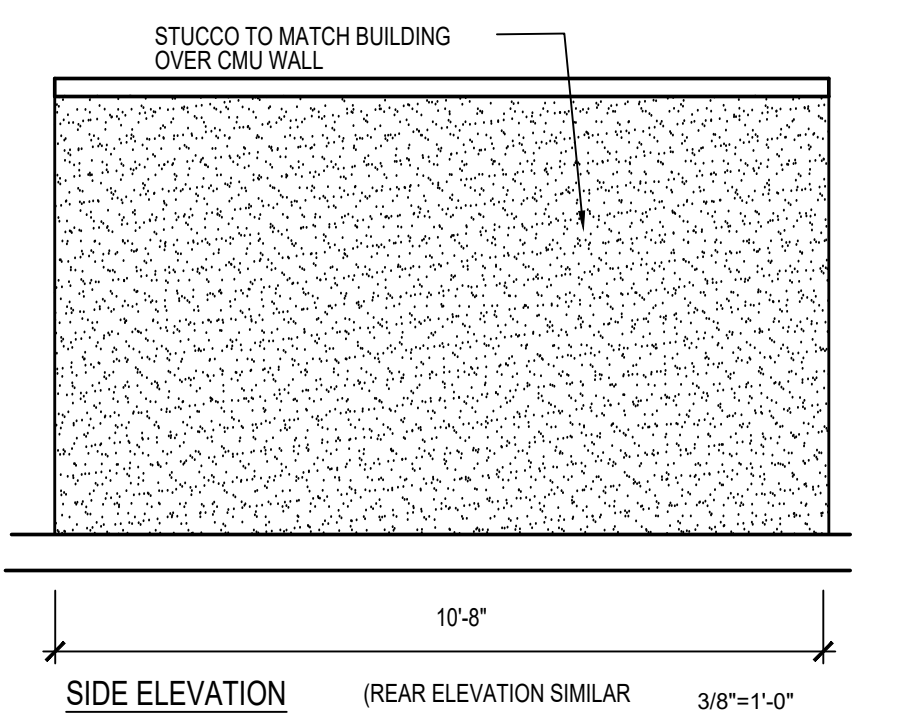 STUCCO TO MATCH BUILDING
OVER CMU WALL
10'-8"
SIDE ELEVATION (REAR ELEVATION SIMILAR 3/8"=1'-0"